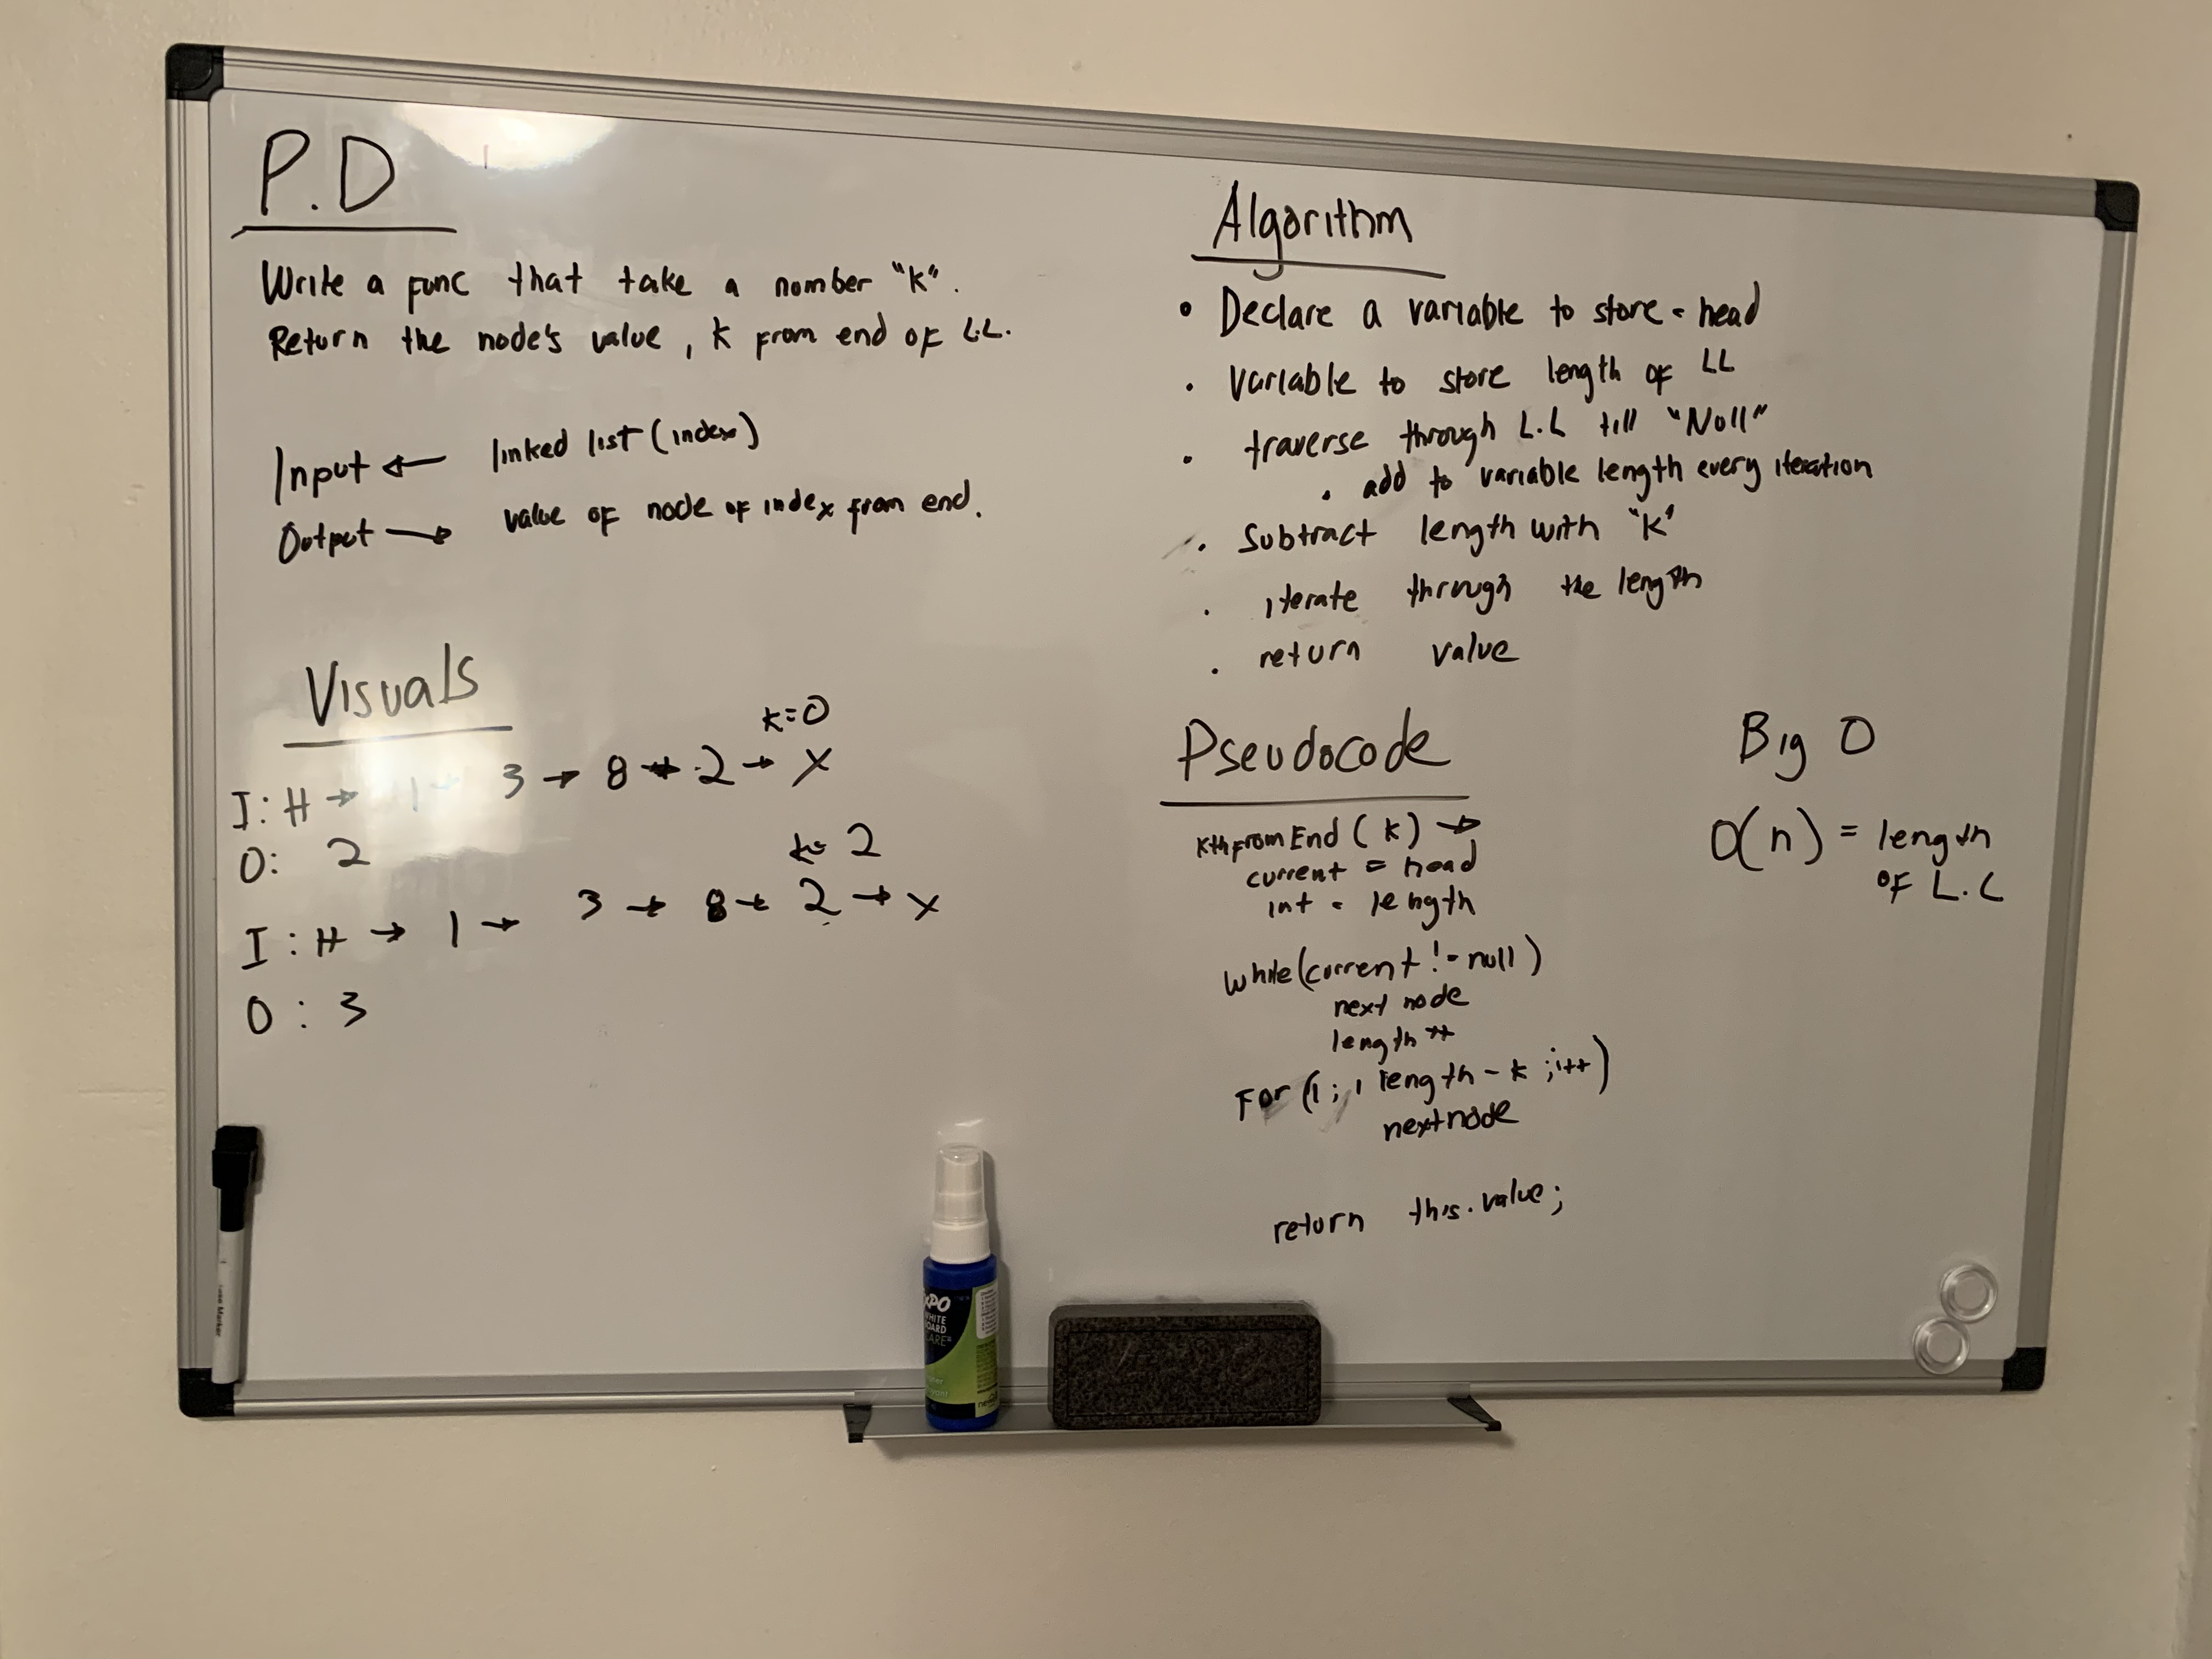 P.D
Write a func that take a number "K".
Return the node's value, k from end of L.L.
Input ← linked list (index)
Output → value of node of index from end.
Visuals
k=0
I: H → 1 → 3 → 8 → 2 → X
O: 2
k= 2
I : H → 1 → 3 → 8 → 2 → X
O : 3
Algorithm
• Declare a variable to store = head
• Variable to store length of LL
• traverse through L.L till "Null"
• add to variable length every iteration
• Subtract length with "K"
• iterate through the length
• return value
Pseudocode
KthFromEnd (k) →
current = head
int = length
while(current != null)
next node
length ++
For (i ; i length - k ; i++)
nextnode
return this.value;
Big O
O(n) = length
of L.L
XPO
WHITE
BOARD
CARE